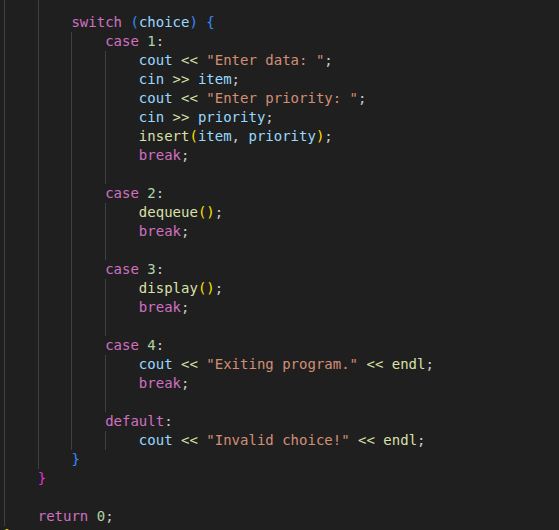 switch (choice) {
case 1:
cout << "Enter data: ";
cin >> item;
cout << "Enter priority: ";
cin >> priority;
insert(item, priority);
break;
case 2:
dequeue();
break;
case 3:
display();
break;
case 4:
cout << "Exiting program." << endl;
break;
default:
cout << "Invalid choice!" << endl;
}
}
return 0;